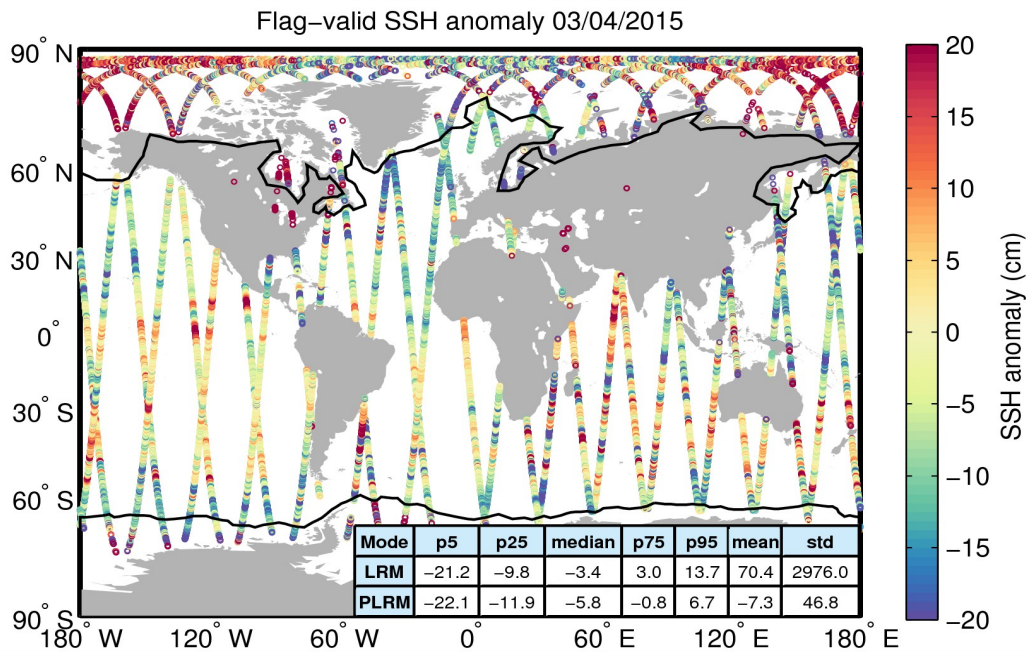 Flag−valid SSH anomaly 03/04/2015
90° N
60° N
30° N
0°
30° S
60° S
90° S
180° W 120° W 60° W 0° 60° E 120° E 180° E
Mode p5 p25 median p75 p95 mean std
LRM −21.2 −9.8 −3.4 3.0 13.7 70.4 2976.0
PLRM −22.1 −11.9 −5.8 −0.8 6.7 −7.3 46.8
20
15
10
5
0
−5
−10
−15
−20
SSH anomaly (cm)